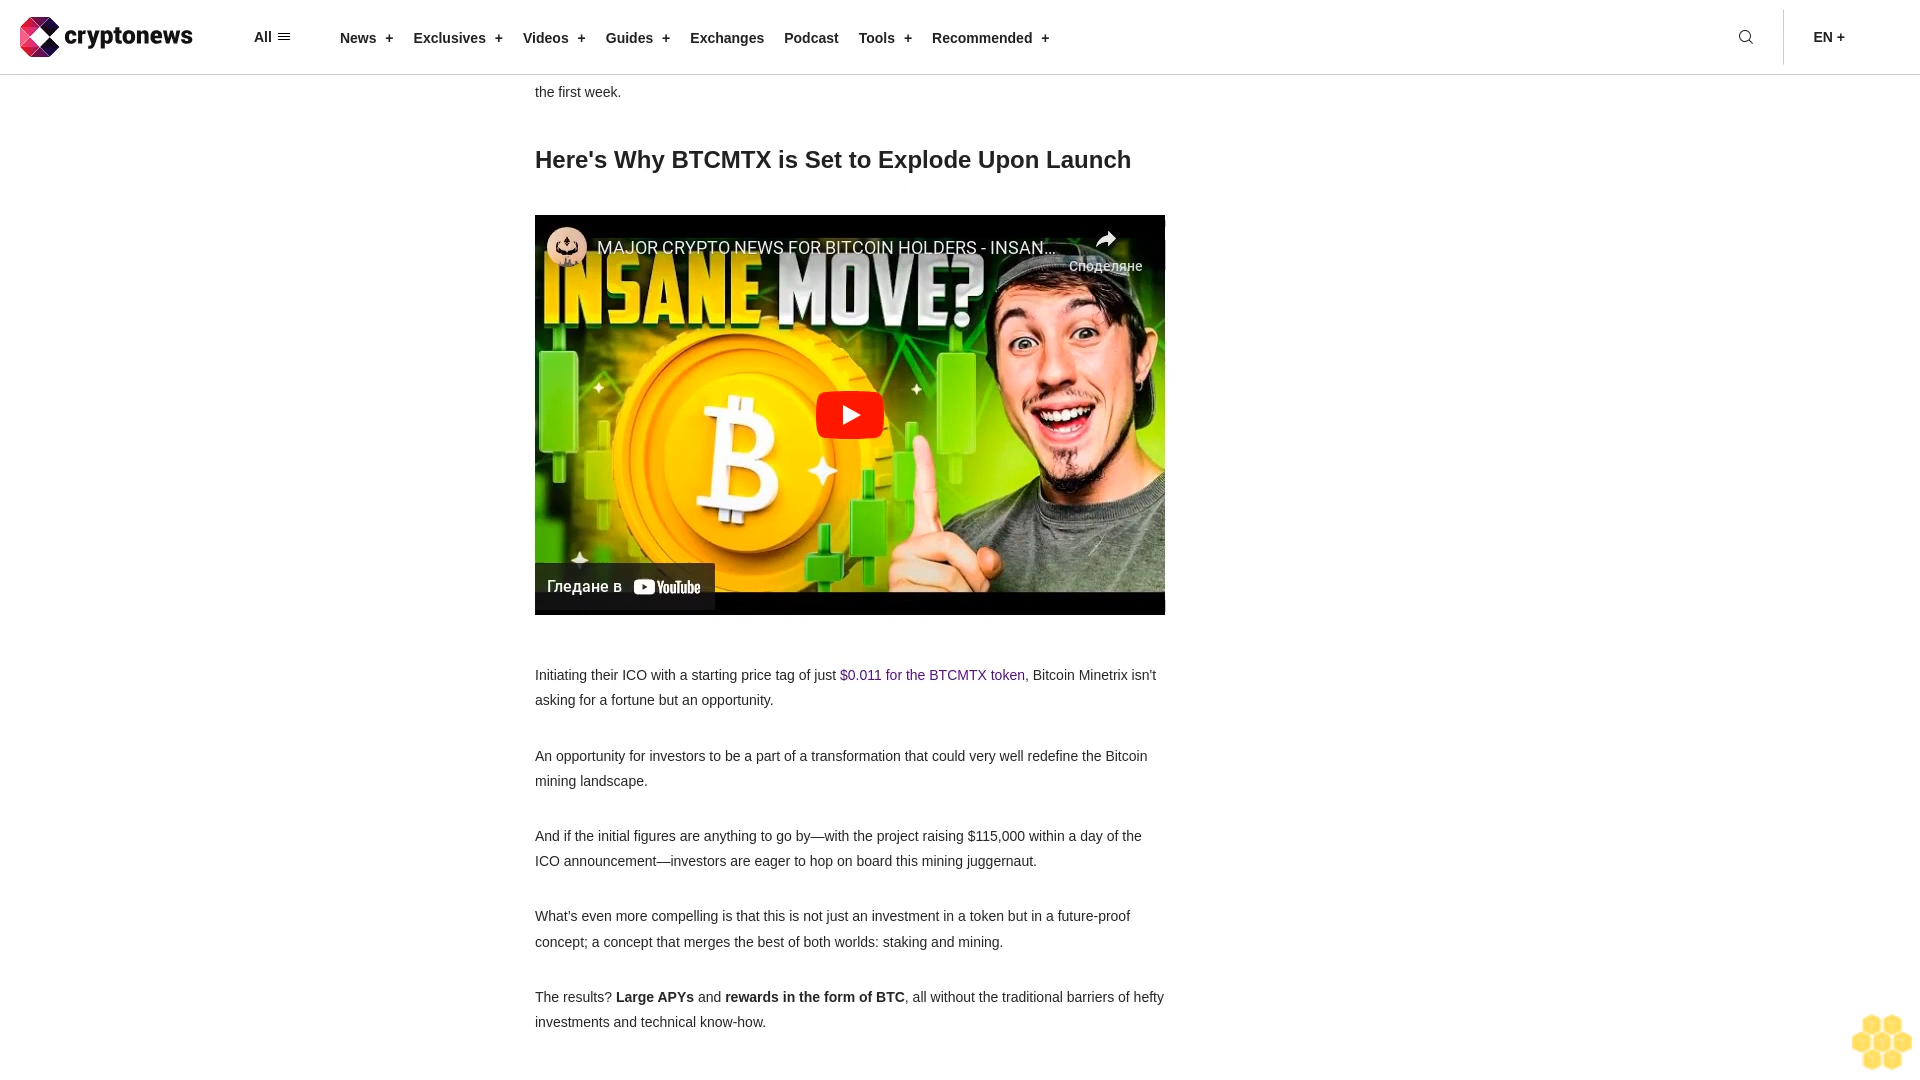 cryptonews
All
News +
Exclusives +
Videos +
Guides +
Exchanges
Podcast
Tools +
Recommended +
EN +
the first week.
Here's Why BTCMTX is Set to Explode Upon Launch
MAJOR CRYPTO NEWS FOR BITCOIN HOLDERS - INSAN...
Споделяне
INSANE MOVE?
Гледане в YouTube
Initiating their ICO with a starting price tag of just $0.011 for the BTCMTX token, Bitcoin Minetrix isn't
asking for a fortune but an opportunity.
An opportunity for investors to be a part of a transformation that could very well redefine the Bitcoin
mining landscape.
And if the initial figures are anything to go by—with the project raising $115,000 within a day of the
ICO announcement—investors are eager to hop on board this mining juggernaut.
What’s even more compelling is that this is not just an investment in a token but in a future-proof
concept; a concept that merges the best of both worlds: staking and mining.
The results? Large APYs and rewards in the form of BTC, all without the traditional barriers of hefty
investments and technical know-how.